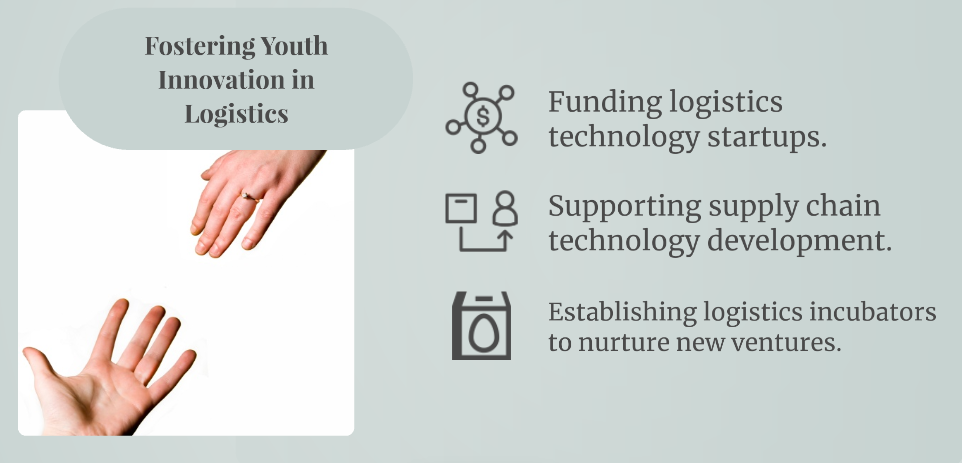 Fostering Youth
Innovation in
Logistics
$
Funding logistics
technology startups.
Supporting supply chain
technology development.
Establishing logistics incubators
to nurture new ventures.